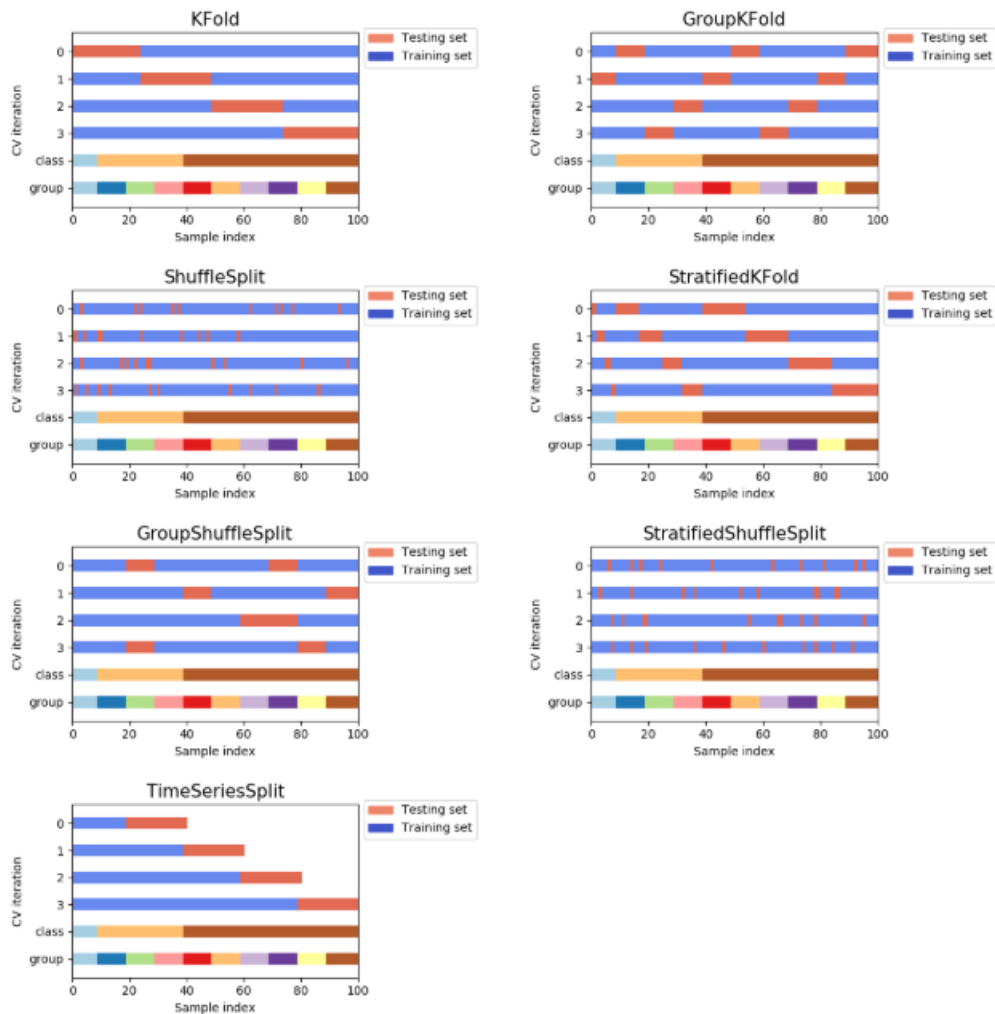 KFold
Testing set
Training set
0
1
2
3
class
group
CV iteration
0 20 40 60 80 100
Sample index
GroupKFold
Testing set
Training set
0
1
2
3
class
group
CV iteration
0 20 40 60 80 100
Sample index
ShuffleSplit
Testing set
Training set
0
1
2
3
class
group
CV iteration
0 20 40 60 80 100
Sample index
StratifiedKFold
Testing set
Training set
0
1
2
3
class
group
CV iteration
0 20 40 60 80 100
Sample index
GroupShuffleSplit
Testing set
Training set
0
1
2
3
class
group
CV iteration
0 20 40 60 80 100
Sample index
StratifiedShuffleSplit
Testing set
Training set
0
1
2
3
class
group
CV iteration
0 20 40 60 80 100
Sample index
TimeSeriesSplit
Testing set
Training set
0
1
2
3
class
group
CV iteration
0 20 40 60 80 100
Sample index